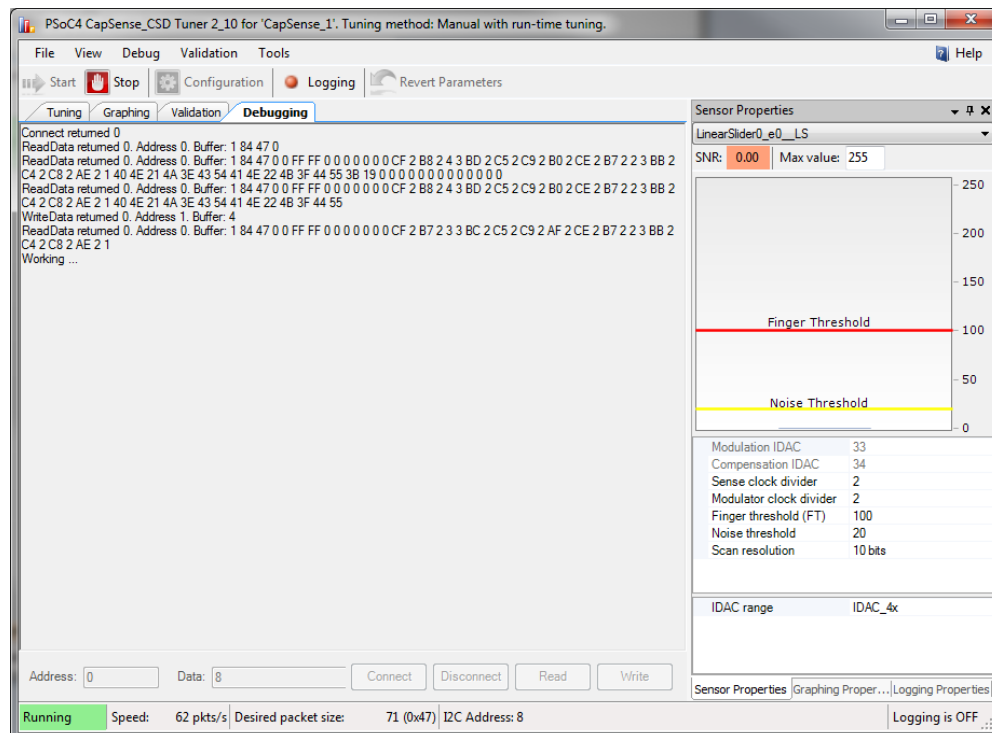 PSoC4 CapSense_CSD Tuner 2_10 for 'CapSense_1'. Tuning method: Manual with run-time tuning.
File View Debug Validation Tools
Help
Start Stop Configuration Logging Revert Parameters
Tuning Graphing Validation Debugging
Connect returned 0
ReadData returned 0. Address 0. Buffer: 1 84 47 0
ReadData returned 0. Address 0. Buffer: 1 84 47 0 0 FF FF 0 0 0 0 0 0 0 CF 2 B8 2 4 3 BD 2 C5 2 C9 2 B0 2 CE 2 B7 2 2 3 BB 2
C4 2 C8 2 AE 2 1 40 4E 21 4A 3E 43 54 41 4E 22 4B 3F 44 55 3B 19 0 0 0 0 0 0 0 0 0 0 0 0 0
ReadData returned 0. Address 0. Buffer: 1 84 47 0 0 FF FF 0 0 0 0 0 0 0 CF 2 B8 2 4 3 BD 2 C5 2 C9 2 B0 2 CE 2 B7 2 2 3 BB 2
C4 2 C8 2 AE 2 1 40 4E 21 4A 3E 43 54 41 4E 22 4B 3F 44 55
WriteData returned 0. Address 1. Buffer: 4
ReadData returned 0. Address 0. Buffer: 1 84 47 0 0 FF FF 0 0 0 0 0 0 0 CF 2 B7 2 3 3 BC 2 C5 2 C9 2 AF 2 CE 2 B7 2 2 3 BB 2
C4 2 C8 2 AE 2 1
Working ...
Address: 0 Data: 8 Connect Disconnect Read Write
Sensor Properties
LinearSlider0_e0__LS
SNR: 0.00 Max value: 255
250
200
150
Finger Threshold
100
50
Noise Threshold
0
Modulation IDAC 33
Compensation IDAC 34
Sense clock divider 2
Modulator clock divider 2
Finger threshold (FT) 100
Noise threshold 20
Scan resolution 10 bits
IDAC range IDAC_4x
Sensor Properties Graphing Proper... Logging Properties
Running Speed: 62 pkts/s Desired packet size: 71 (0x47) I2C Address: 8 Logging is OFF